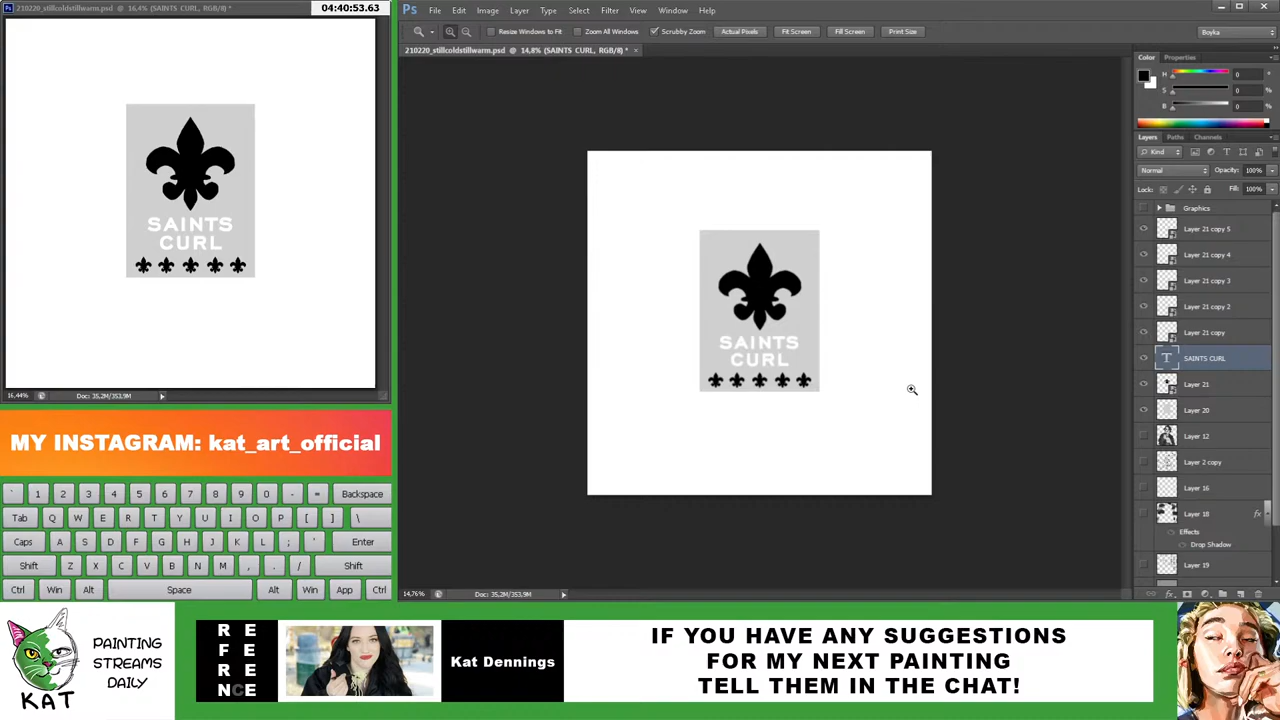 210220_stillcoldstillwarm.psd @ 16,4% (SAINTS CURL, RGB/8) *
04:40:53.63
SAINTS
CURL
16,44%
Doc: 35,2M/353,9M
Ps
File
Edit
Image
Layer
Type
Select
Filter
View
Window
Help
Resize Windows to Fit
Zoom All Windows
Scrubby Zoom
Actual Pixels
Fit Screen
Fill Screen
Print Size
Boyka
210220_stillcoldstillwarm.psd @ 14,8% (SAINTS CURL, RGB/8) *
SAINTS
CURL
14,76%
Doc: 35,2M/353,9M
Color
Properties
H
0
°
S
0
%
B
0
%
Layers
Paths
Channels
Kind
Normal
Opacity:
100%
Lock:
Fill:
100%
Graphics
Layer 21 copy 5
Layer 21 copy 4
Layer 21 copy 3
Layer 21 copy 2
Layer 21 copy
SAINTS CURL
Layer 21
Layer 20
Layer 12
Layer 2 copy
Layer 16
Layer 18
fx
Effects
Drop Shadow
Layer 19
MY INSTAGRAM: kat_art_official
` 1 2 3 4 5 6 7 8 9 0 - = Backspace
Tab Q W E R T Y U I O P [ ] \
Caps A S D F G H J K L ; ' Enter
Shift Z X C V B N M , . / Shift
Ctrl Win Alt Space Alt Win App Ctrl
KAT
PAINTING
STREAMS
DAILY
R E
E F E
R E
N C E
Kat Dennings
IF YOU HAVE ANY SUGGESTIONS
FOR MY NEXT PAINTING
TELL THEM IN THE CHAT!